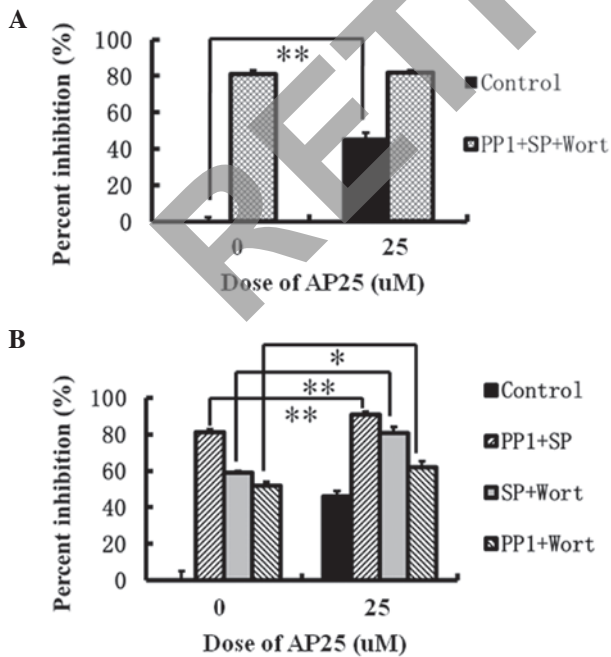 A
Percent inhibition (%)
100
80
60
40
20
0
**
Control
PP1+SP+Wort
0
25
Dose of AP25 (uM)
B
Percent inhibition (%)
100
80
60
40
20
0
*
**
**
Control
PP1+SP
SP+Wort
PP1+Wort
0
25
Dose of AP25 (uM)